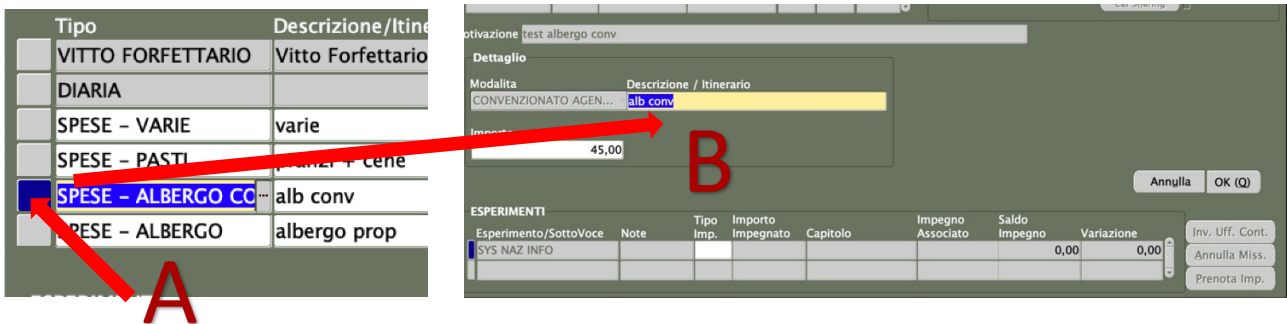 Tipo Descrizione/Itine
VITTO FORFETTARIO Vitto Forfettario
DIARIA
SPESE – VARIE varie
SPESE – PASTI pranzi + cene
SPESE – ALBERGO CO ... alb conv
SPESE – ALBERGO albergo prop
A
Car.Sharing
otivazione test albergo conv
Dettaglio
Modalita Descrizione / Itinerario
CONVENZIONATO AGEN... alb conv
Importo
45,00
B
Annulla OK (Q)
ESPERIMENTI
Esperimento/SottoVoce Note Tipo Imp. Importo Impegnato Capitolo Impegno Associato Saldo Impegno Variazione
SYS NAZ INFO 0,00 0,00
Inv. Uff. Cont.
Annulla Miss.
Prenota Imp.